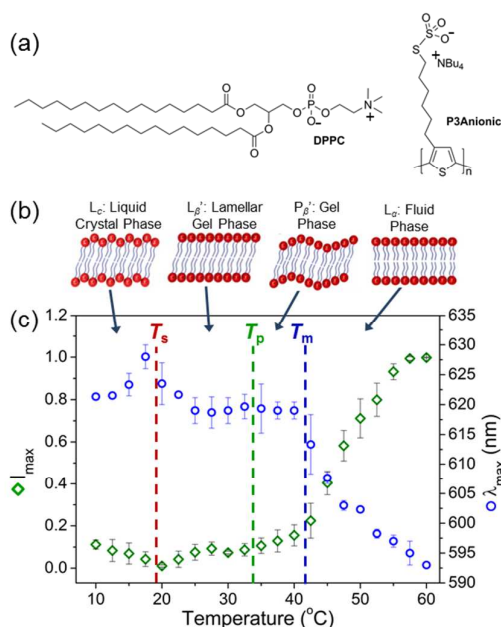 (a)
O
O
O
O
O
P
O
O⁻
O
N
+
DPPC
O
O
S
O⁻
S
+
NBu4
P3Anionic
S
n
(b)
Lc: Liquid
Crystal Phase
Lβ': Lamellar
Gel Phase
Pβ': Gel
Phase
Lα: Fluid
Phase
(c)
Ts
Tp
Tm
1.2
1.0
0.8
0.6
0.4
0.2
0.0
Imax
635
630
625
620
615
610
605
600
595
590
λmax (nm)
10 20 30 40 50 60
Temperature (°C)